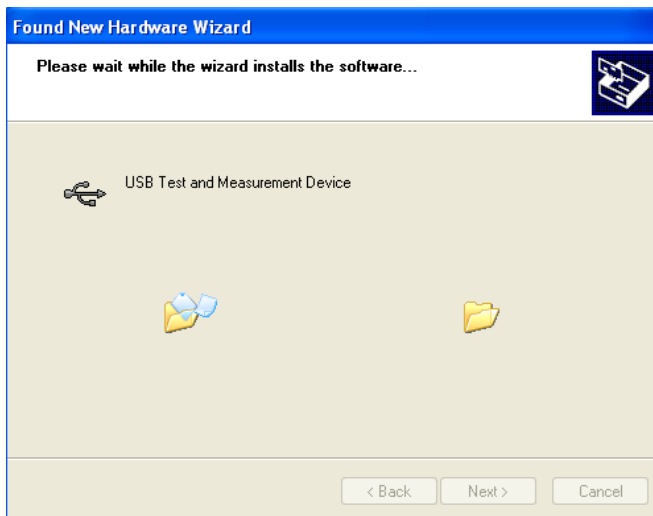 Found New Hardware Wizard
Please wait while the wizard installs the software...
USB Test and Measurement Device
< Back
Next >
Cancel